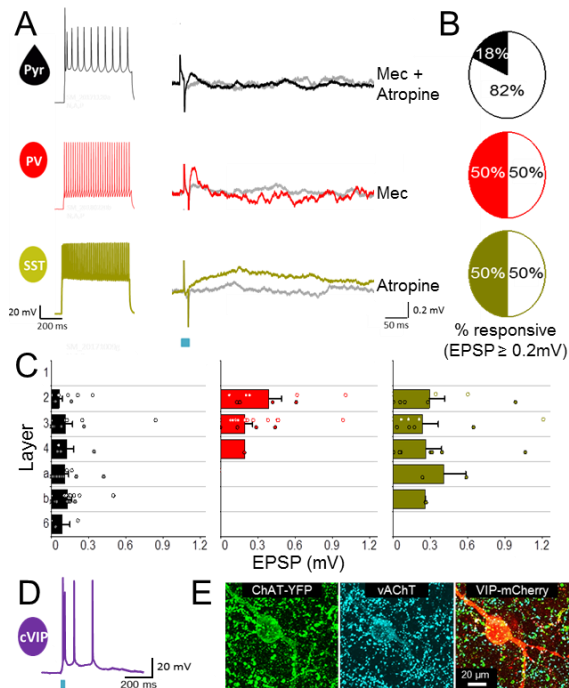 A
B
Pyr
Mec +
Atropine
18%
82%
PV
Mec
50%
50%
SST
Atropine
50%
50%
20 mV
200 ms
0.2 mV
50 ms
% responsive
(EPSP ≥ 0.2mV)
C
Layer
1
2
3
4
a
b
6
0.0 0.3 0.6 0.9 1.2
0.0 0.3 0.6 0.9 1.2
0.0 0.3 0.6 0.9 1.2
EPSP (mV)
D
cVIP
20 mV
200 ms
E
ChAT-YFP
vAChT
VIP-mCherry
20 µm